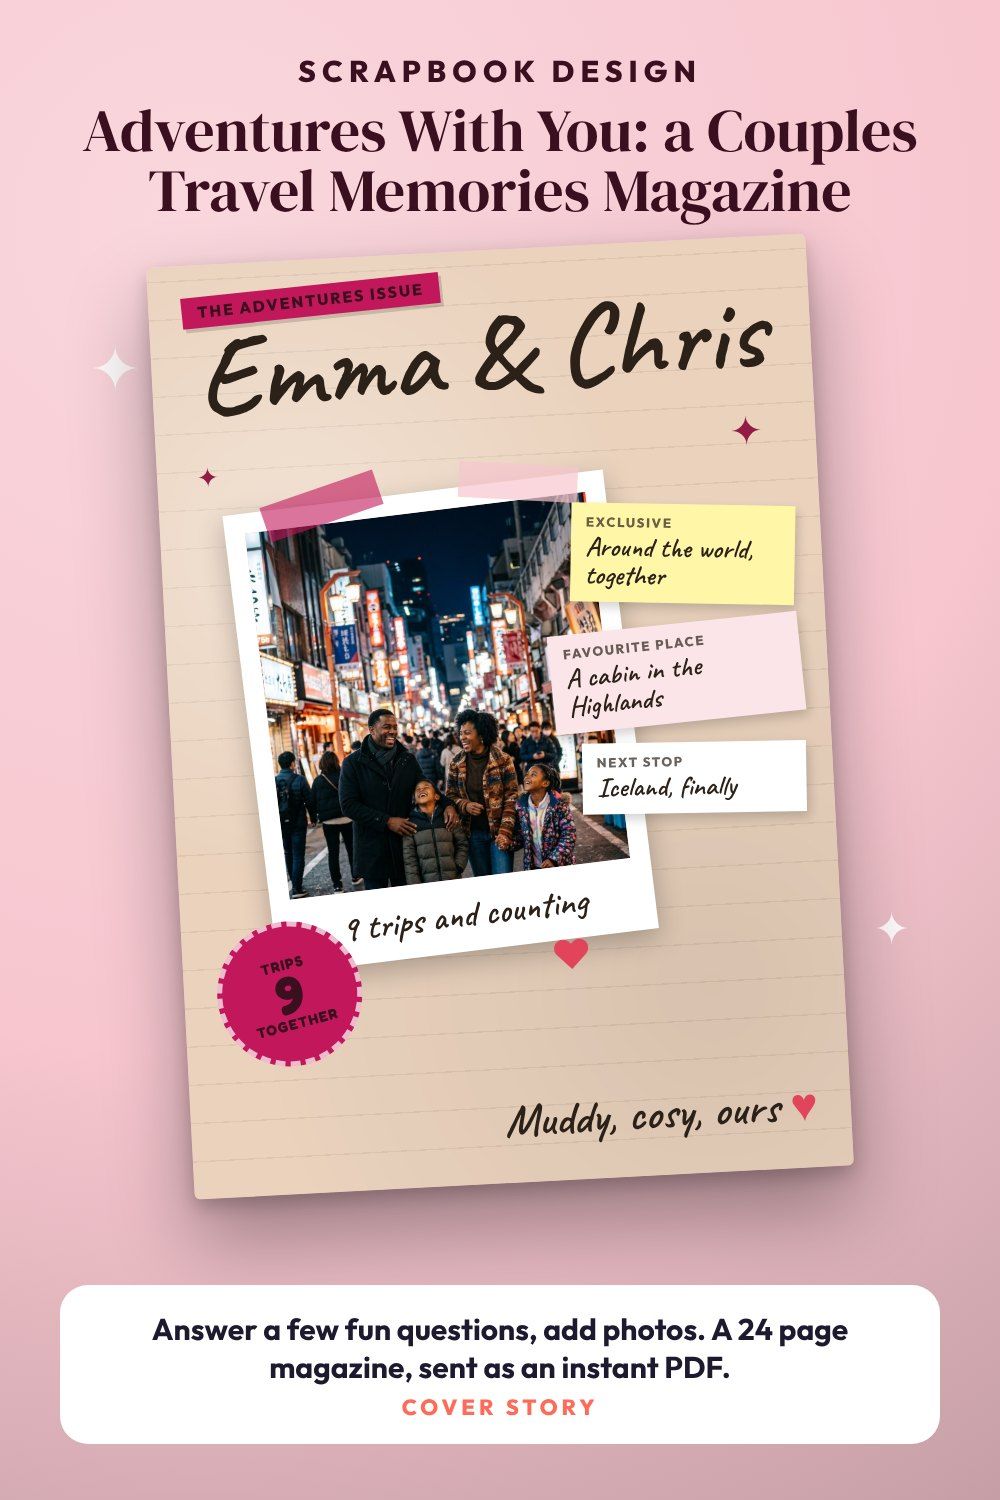 SCRAPBOOK DESIGN
Adventures With You: a Couples
Travel Memories Magazine
THE ADVENTURES ISSUE
Emma & Chris
EXCLUSIVE
Around the world,
together
FAVOURITE PLACE
A cabin in the
Highlands
NEXT STOP
Iceland, finally
9 trips and counting
TRIPS
9
TOGETHER
Muddy, cosy, ours
Answer a few fun questions, add photos. A 24 page
magazine, sent as an instant PDF.
COVER STORY